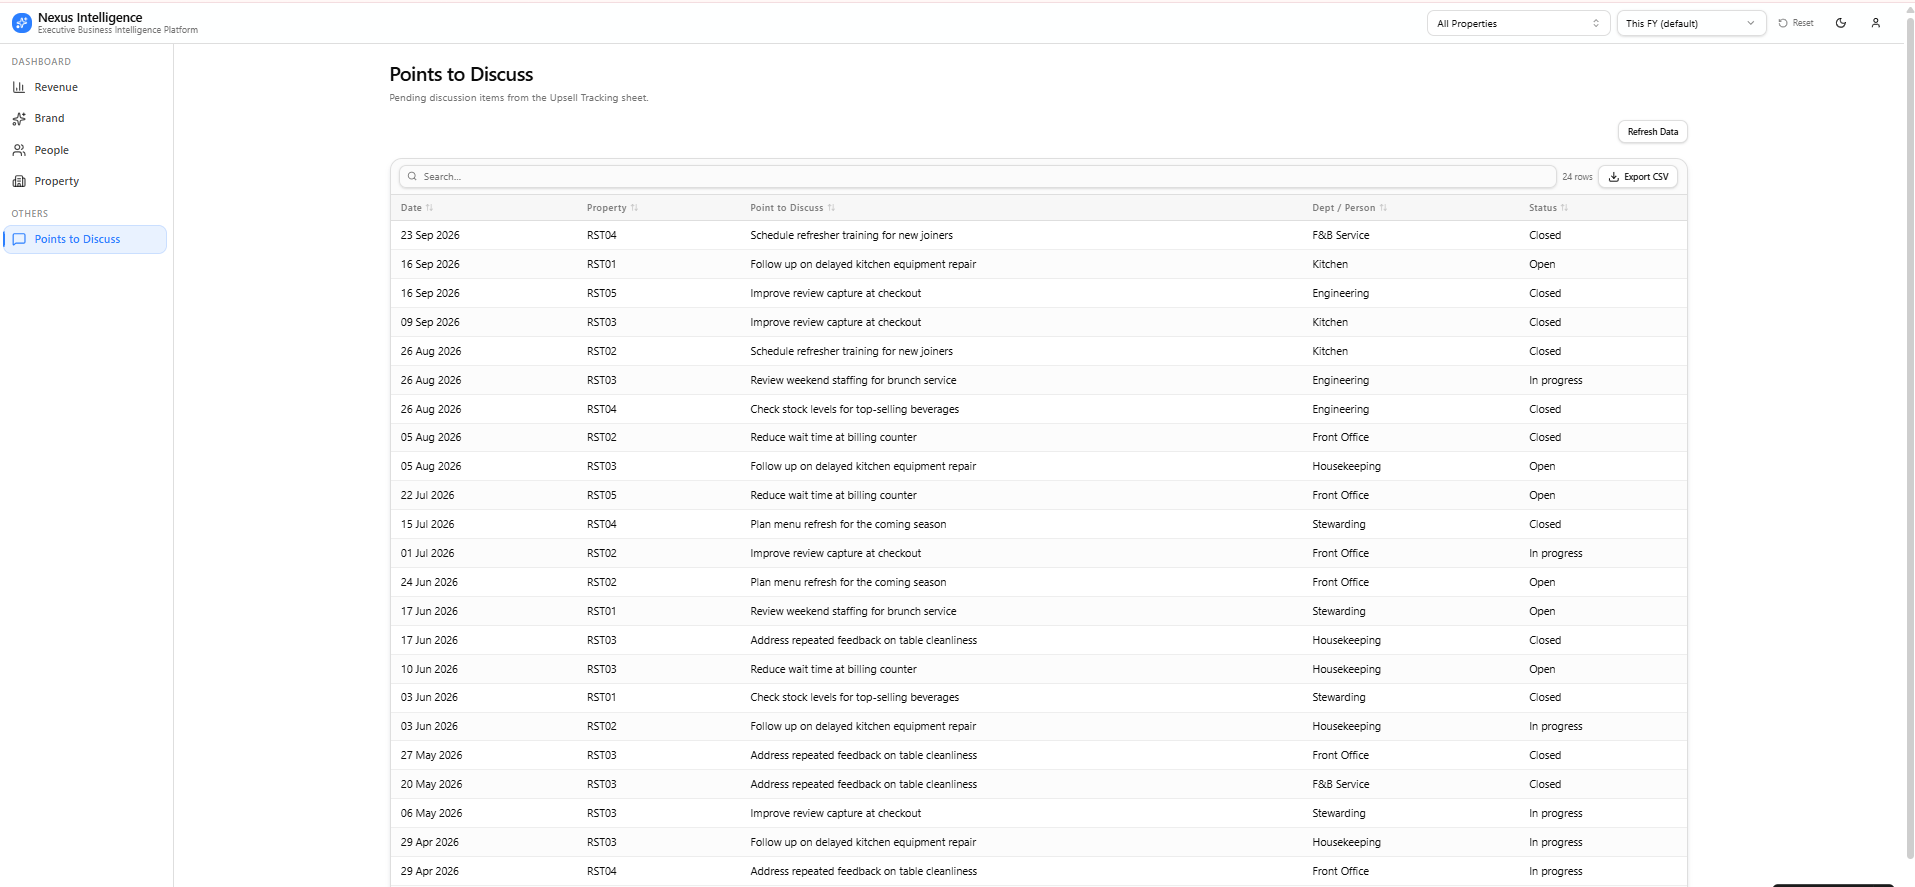 Nexus Intelligence
Executive Business Intelligence Platform
All Properties
This FY (default)
Reset
DASHBOARD
Revenue
Brand
People
Property
OTHERS
Points to Discuss
Points to Discuss
Pending discussion items from the Upsell Tracking sheet.
Refresh Data
Search...
24 rows
Export CSV
Date Property Point to Discuss Dept / Person Status
23 Sep 2026 RST04 Schedule refresher training for new joiners F&B Service Closed
16 Sep 2026 RST01 Follow up on delayed kitchen equipment repair Kitchen Open
16 Sep 2026 RST05 Improve review capture at checkout Engineering Closed
09 Sep 2026 RST03 Improve review capture at checkout Kitchen Closed
26 Aug 2026 RST02 Schedule refresher training for new joiners Kitchen Closed
26 Aug 2026 RST03 Review weekend staffing for brunch service Engineering In progress
26 Aug 2026 RST04 Check stock levels for top-selling beverages Engineering Closed
05 Aug 2026 RST02 Reduce wait time at billing counter Front Office Closed
05 Aug 2026 RST03 Follow up on delayed kitchen equipment repair Housekeeping Open
22 Jul 2026 RST05 Reduce wait time at billing counter Front Office Open
15 Jul 2026 RST04 Plan menu refresh for the coming season Stewarding Closed
01 Jul 2026 RST02 Improve review capture at checkout Front Office In progress
24 Jun 2026 RST02 Plan menu refresh for the coming season Front Office Open
17 Jun 2026 RST01 Review weekend staffing for brunch service Stewarding Open
17 Jun 2026 RST03 Address repeated feedback on table cleanliness Housekeeping Closed
10 Jun 2026 RST03 Reduce wait time at billing counter Housekeeping Open
03 Jun 2026 RST01 Check stock levels for top-selling beverages Stewarding Closed
03 Jun 2026 RST02 Follow up on delayed kitchen equipment repair Housekeeping In progress
27 May 2026 RST03 Address repeated feedback on table cleanliness Front Office Closed
20 May 2026 RST03 Address repeated feedback on table cleanliness F&B Service Closed
06 May 2026 RST03 Improve review capture at checkout Stewarding In progress
29 Apr 2026 RST03 Follow up on delayed kitchen equipment repair Housekeeping In progress
29 Apr 2026 RST04 Address repeated feedback on table cleanliness Front Office In progress